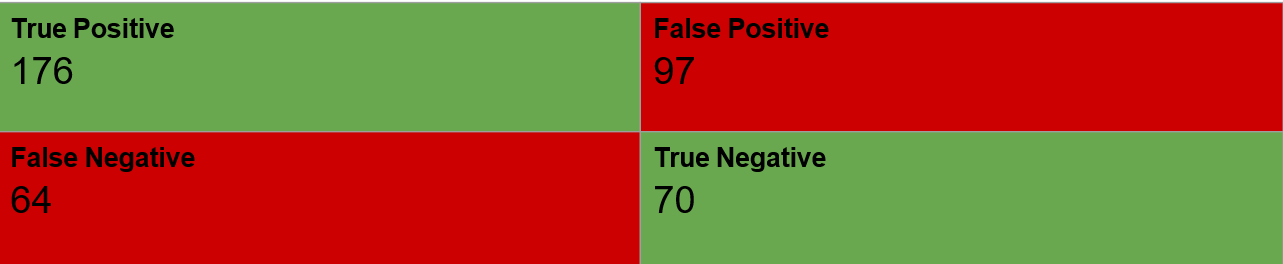 True Positive
176
False Positive
97
False Negative
64
True Negative
70